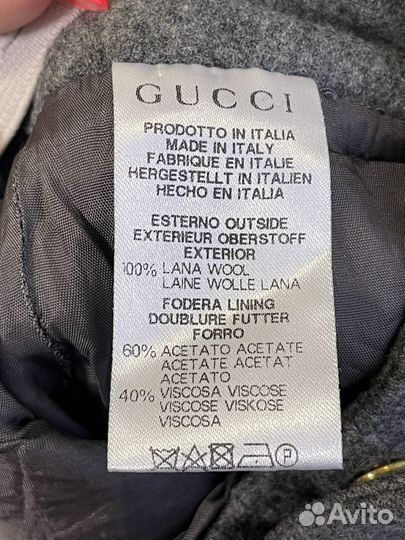 GUCCI
PRODOTTO IN ITALIA
MADE IN ITALY
FABRIQUE EN ITALIE
HERGESTELLT IN ITALIEN
HECHO EN ITALIA
ESTERNO OUTSIDE
EXTERIEUR OBERSTOFF
EXTERIOR
100% LANA WOOL
LAINE WOLLE LANA
FODERA LINING
DOUBLURE FUTTER
FORRO
60% ACETATO ACETATE
ACETATE ACETAT
ACETATO
40% VISCOSA VISCOSE
VISCOSE VISKOSE
VISCOSA
P
Avito